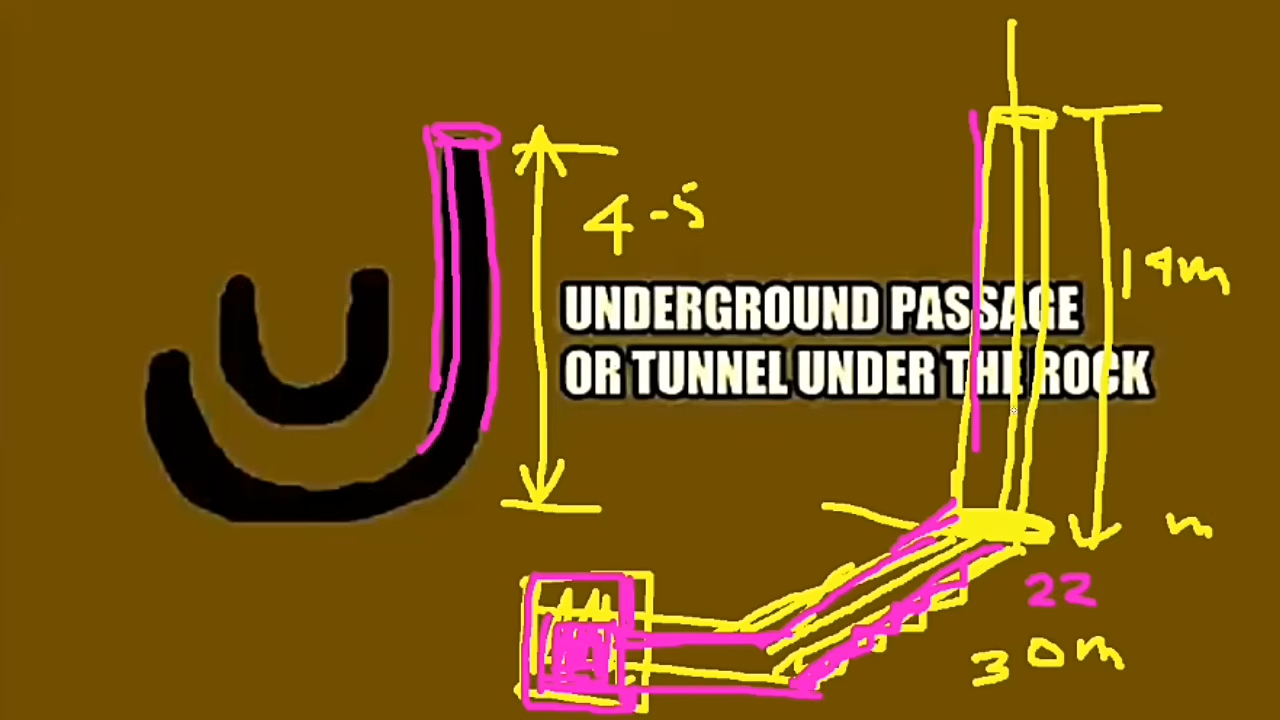 4-5
14m
UNDERGROUND PASSAGE
OR TUNNEL UNDER THE ROCK
m
22
30m